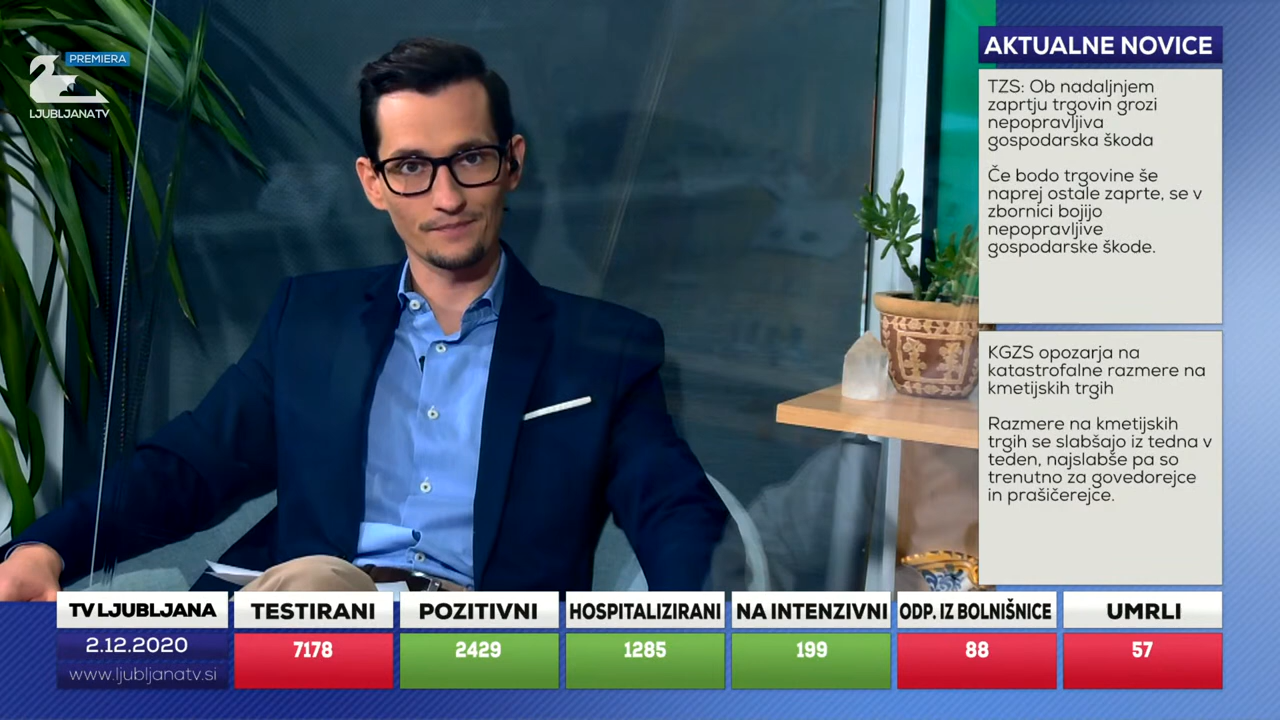 PREMIERA
LJUBLJANATV
AKTUALNE NOVICE
TZS: Ob nadaljnjem
zaprtju trgovin grozi
nepopravljiva
gospodarska škoda
Če bodo trgovine še
naprej ostale zaprte, se v
zbornici bojijo
nepopravljive
gospodarske škode.
KGZS opozarja na
katastrofalne razmere na
kmetijskih trgih
Razmere na kmetijskih
trgih se slabšajo iz tedna v
teden, najslabše pa so
trenutno za govedorejce
in prašičerejce.
TV LJUBLJANA
2.12.2020
www.ljubljanatv.si
TESTIRANI
7178
POZITIVNI
2429
HOSPITALIZIRANI
1285
NA INTENZIVNI
199
ODP. IZ BOLNIŠNICE
88
UMRLI
57